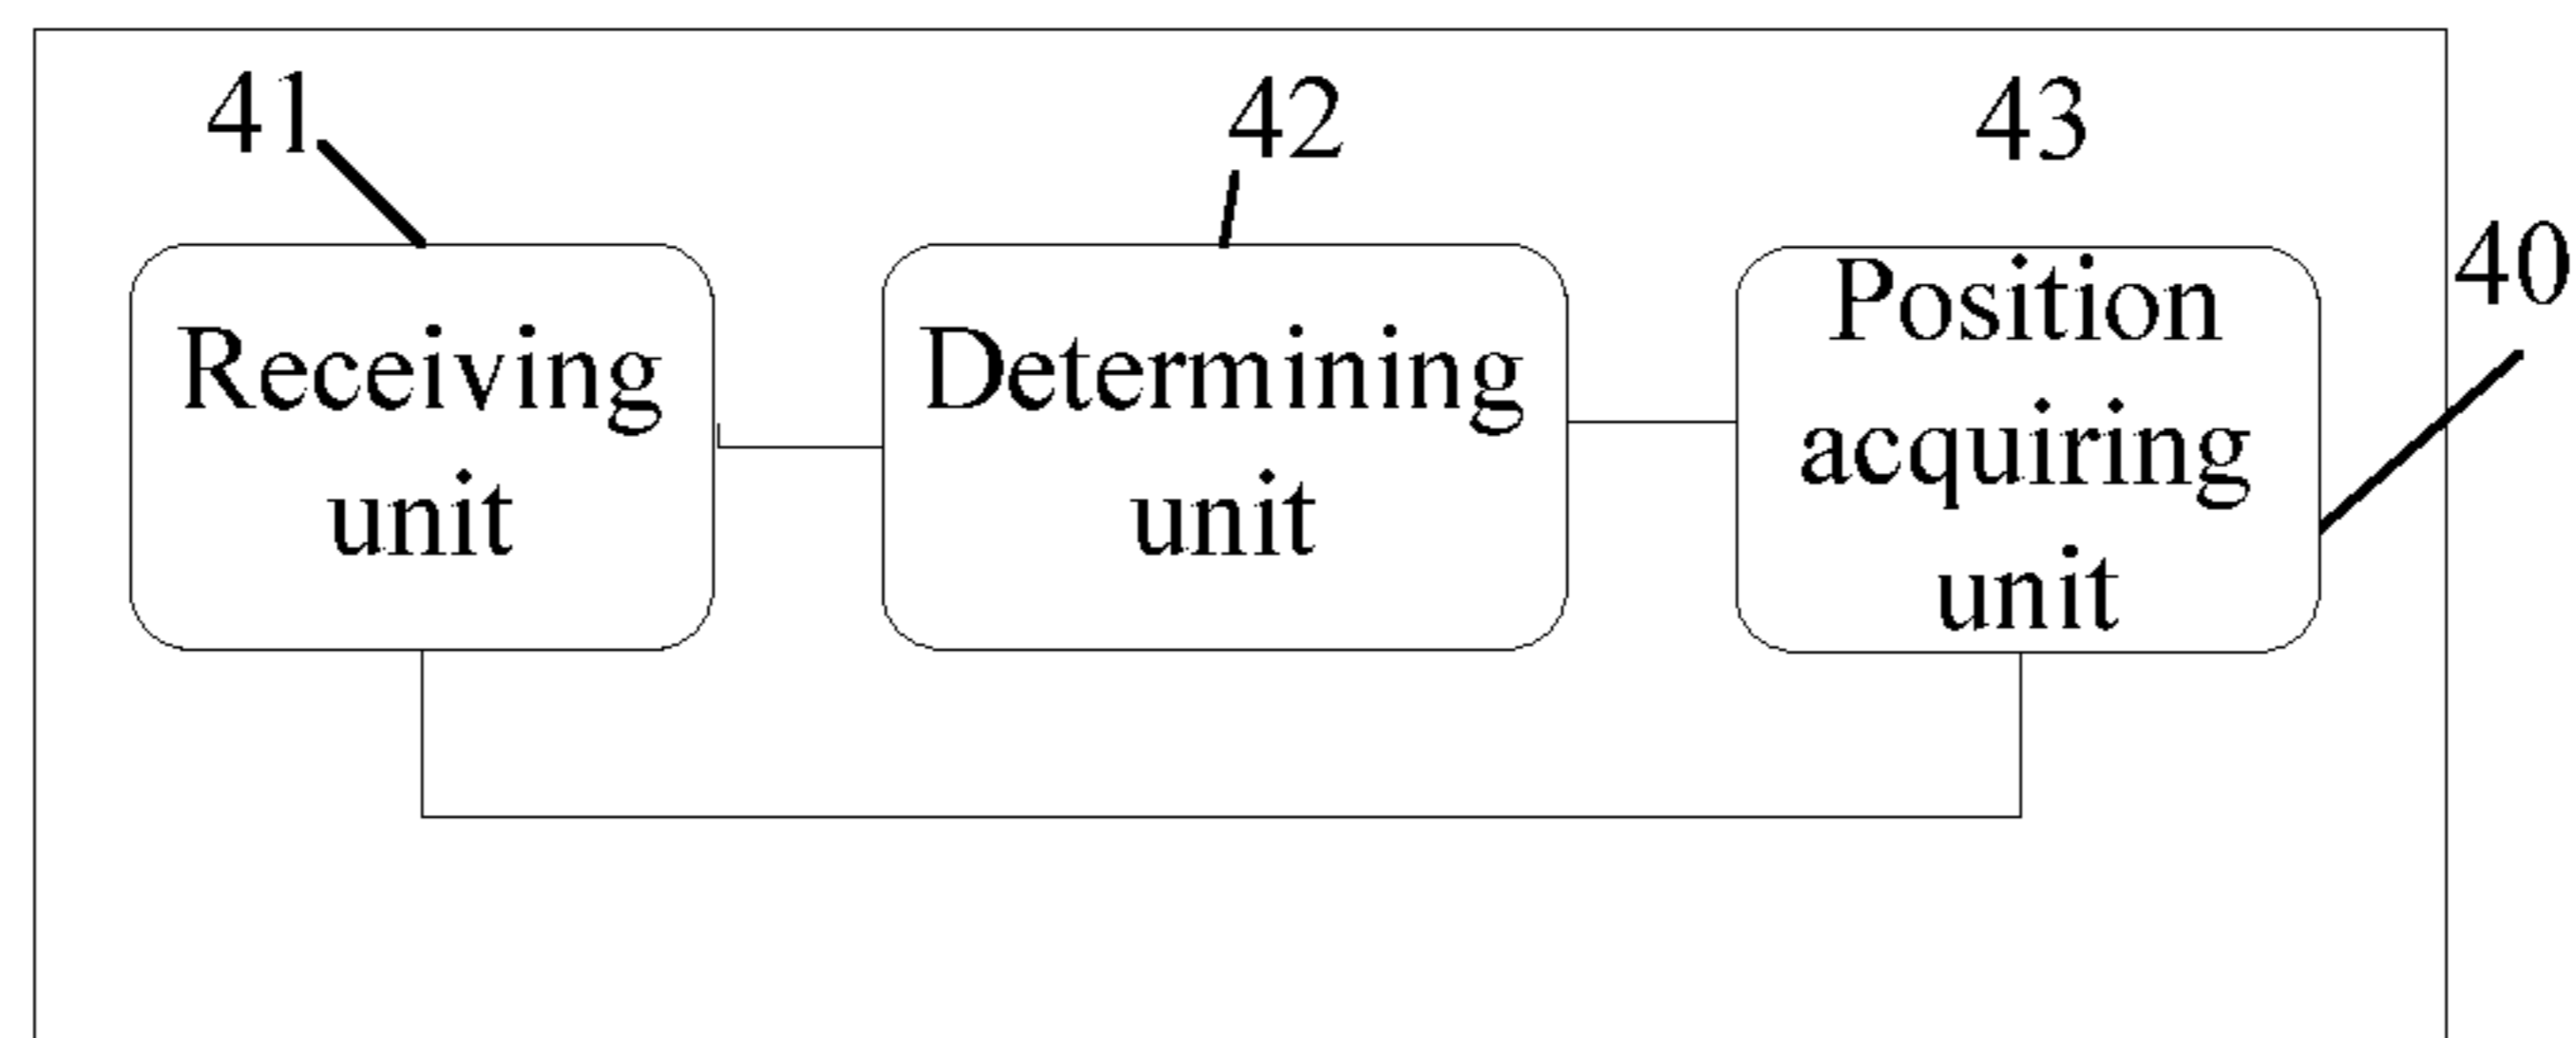 41
42
43
40
Receiving
unit
Determining
unit
Position
acquiring
unit